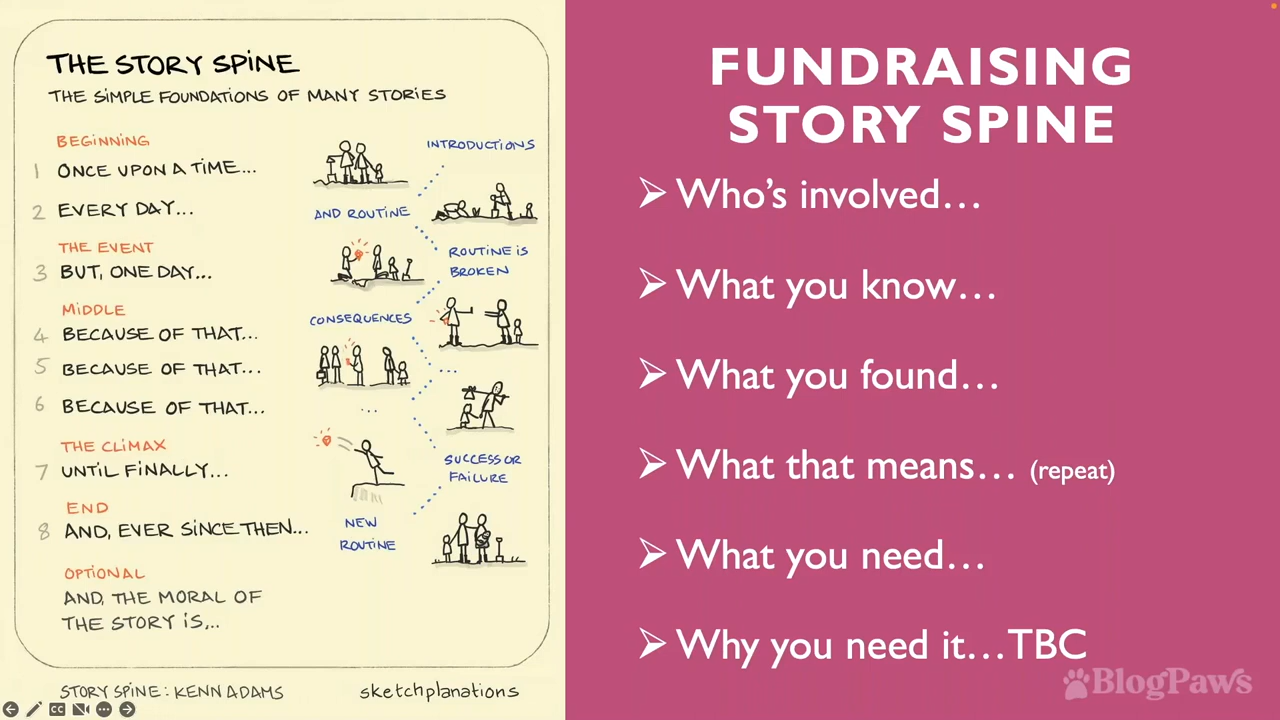 THE STORY SPINE
THE SIMPLE FOUNDATIONS OF MANY STORIES
BEGINNING
1 ONCE UPON A TIME...
2 EVERY DAY...
THE EVENT
3 BUT, ONE DAY...
MIDDLE
4 BECAUSE OF THAT...
5 BECAUSE OF THAT...
6 BECAUSE OF THAT...
THE CLIMAX
7 UNTIL FINALLY...
END
8 AND, EVER SINCE THEN...
OPTIONAL
AND, THE MORAL OF
THE STORY IS...
INTRODUCTIONS
AND ROUTINE
ROUTINE IS
BROKEN
CONSEQUENCES
...
...
SUCCESS OR
FAILURE
NEW
ROUTINE
STORY SPINE: KENN ADAMS
sketchplanations
CC
FUNDRAISING
STORY SPINE
➢ Who's involved…
➢ What you know…
➢ What you found…
➢ What that means… (repeat)
➢ What you need…
➢ Why you need it…TBC
BlogPaws